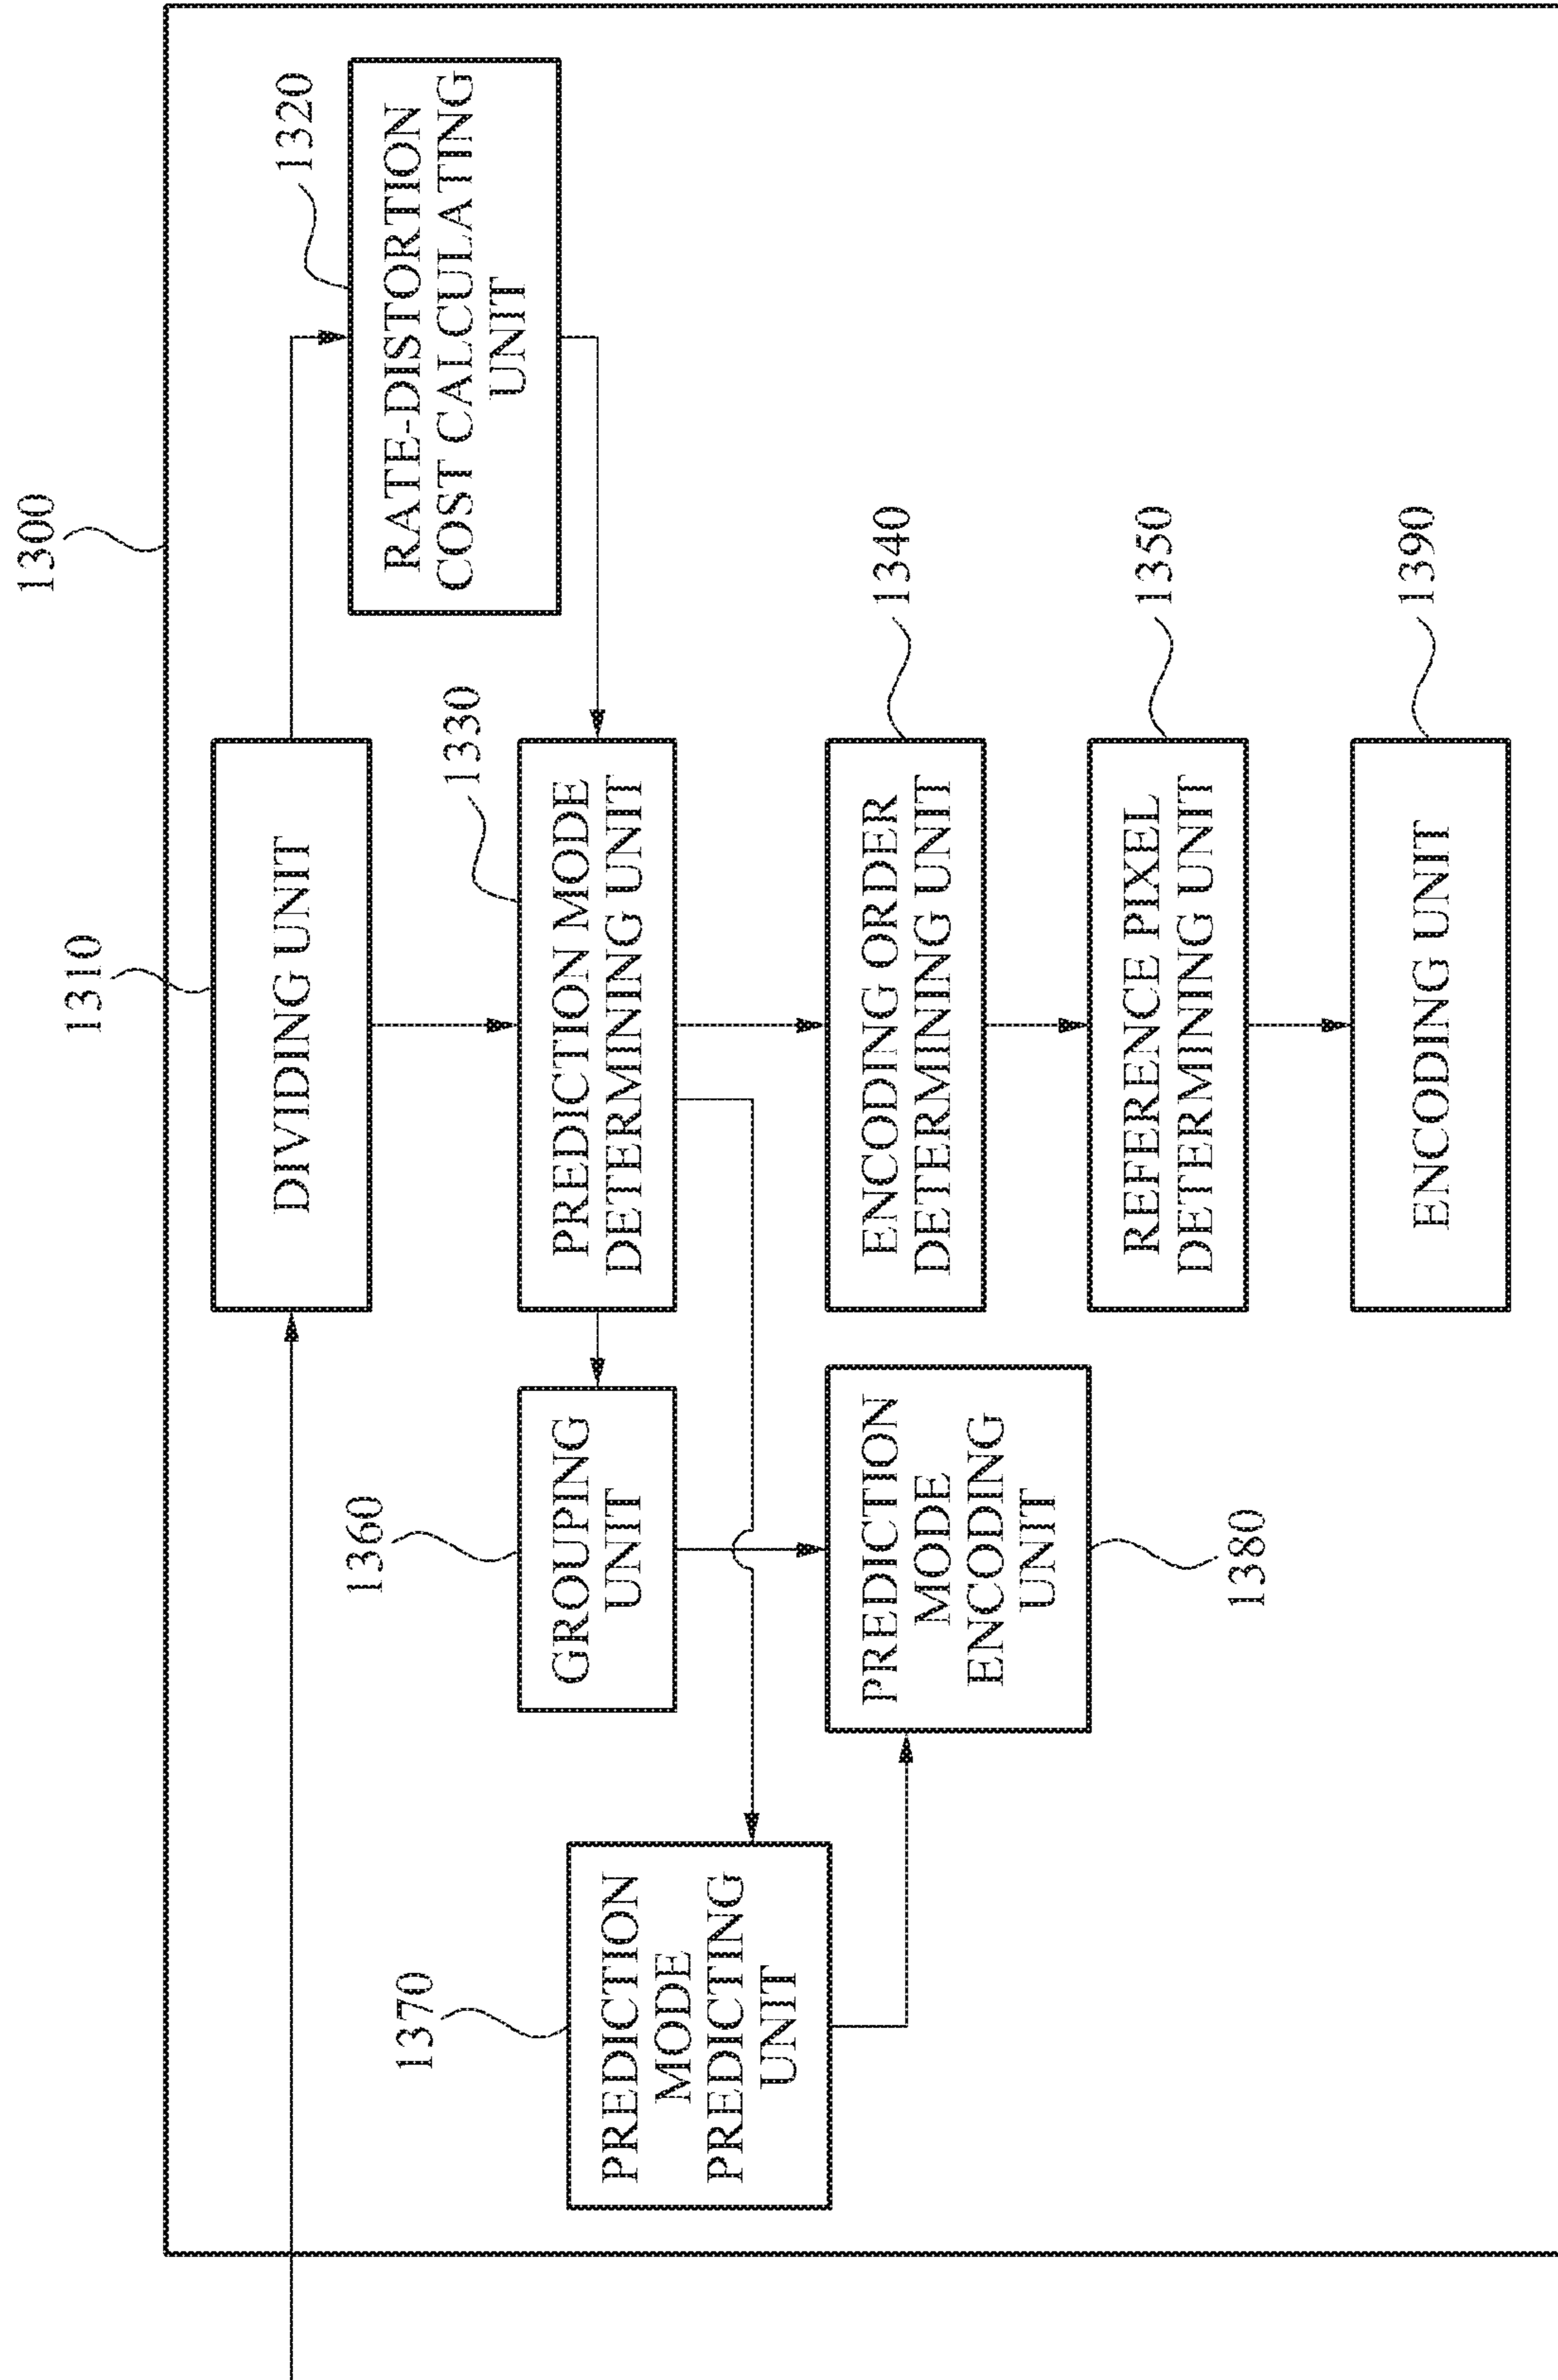 1300
1310
DIVIDING UNIT
1320
RATE-DISTORTION
COST CALCULATING
UNIT
1330
PREDICTION MODE
DETERMINING UNIT
1360
GROUPING
UNIT
1370
PREDICTION
MODE
PREDICTING
UNIT
1340
ENCODING ORDER
DETERMINING UNIT
PREDICTION
MODE
ENCODING
UNIT
1380
1350
REFERENCE PIXEL
DETERMINING UNIT
1390
ENCODING UNIT